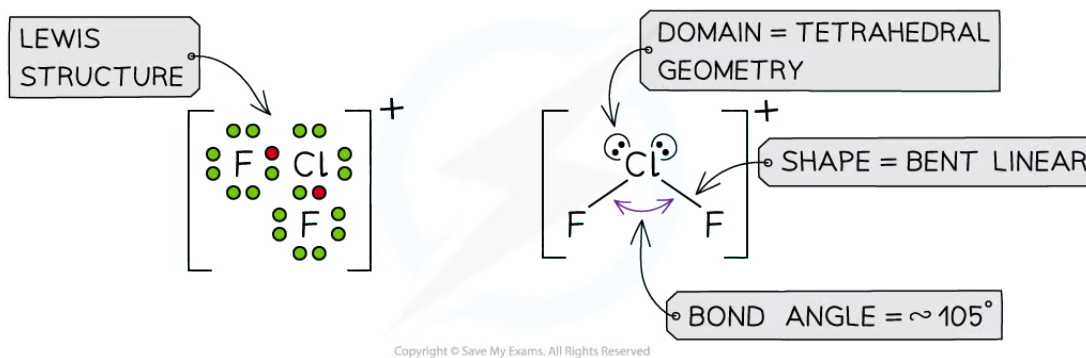 LEWIS
STRUCTURE
DOMAIN = TETRAHEDRAL
GEOMETRY
+
F Cl
F
+
Cl
F F
SHAPE = BENT LINEAR
BOND ANGLE = ~105°
Copyright © Save My Exams. All Rights Reserved